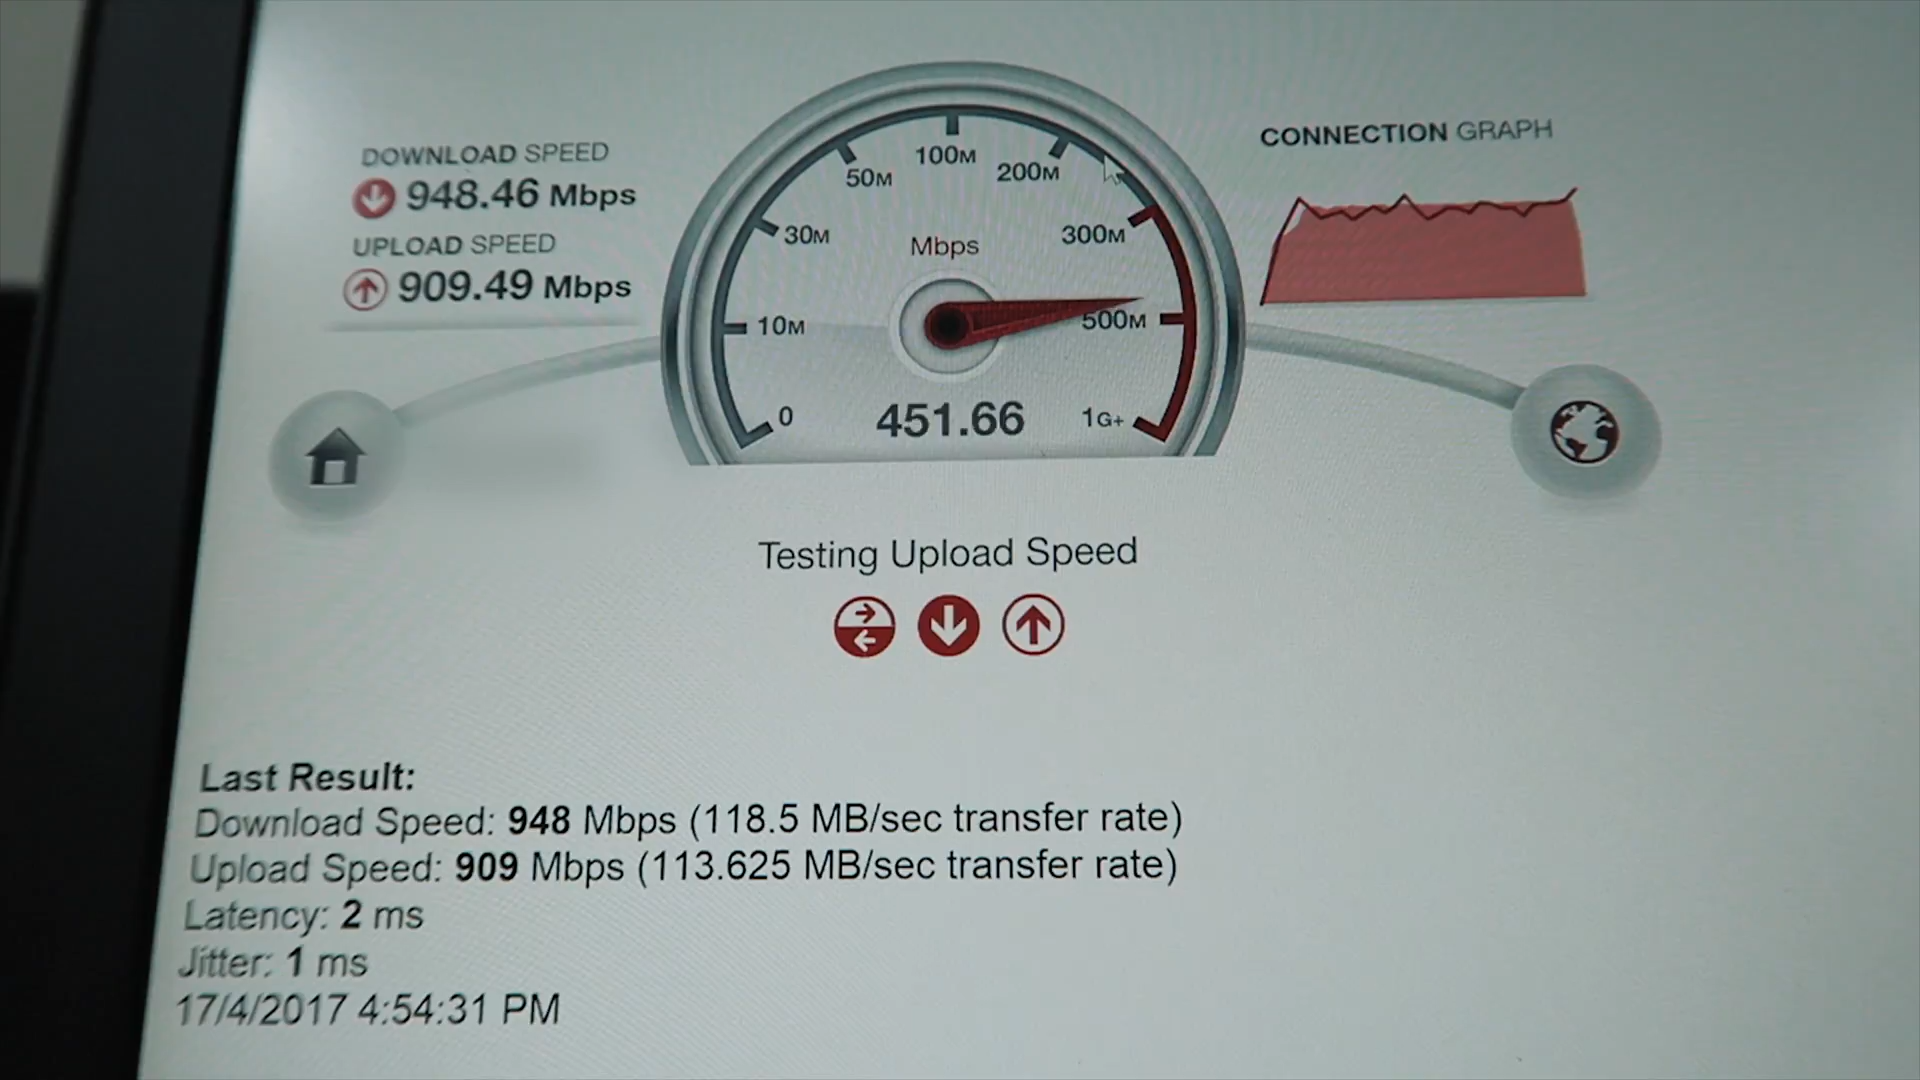 DOWNLOAD SPEED
948.46 Mbps
UPLOAD SPEED
909.49 Mbps
CONNECTION GRAPH
0
10M
30M
50M
100M
200M
300M
500M
1G+
Mbps
451.66
Testing Upload Speed
Last Result:
Download Speed: 948 Mbps (118.5 MB/sec transfer rate)
Upload Speed: 909 Mbps (113.625 MB/sec transfer rate)
Latency: 2 ms
Jitter: 1 ms
17/4/2017 4:54:31 PM